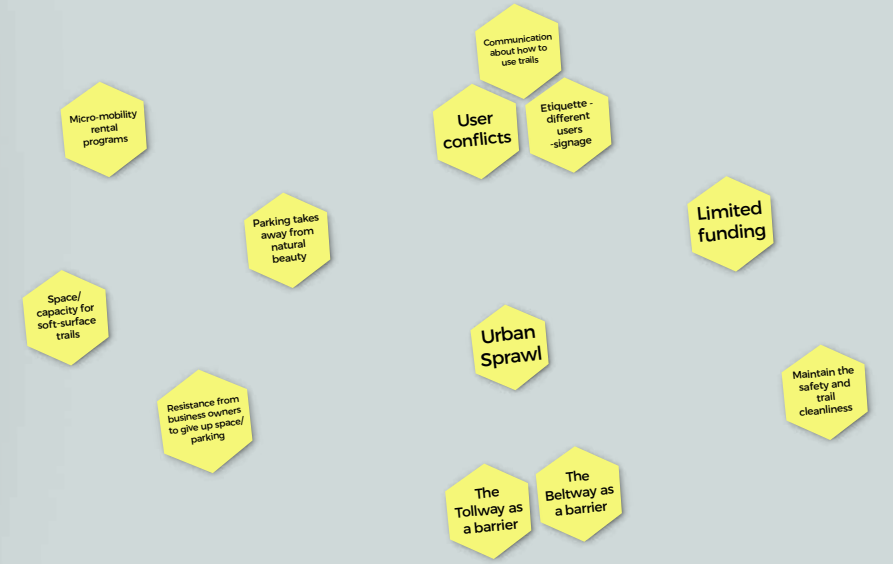 Communication
about how to
use trails
Micro-mobility
rental
programs
User
conflicts
Etiquette -
different
users
-signage
Limited
funding
Parking takes
away from
natural
beauty
Space/
capacity for
soft-surface
trails
Urban
Sprawl
Maintain the
safety and
trail
cleanliness
Resistance from
business owners
to give up space/
parking
The
Tollway as
a barrier
The
Beltway as
a barrier